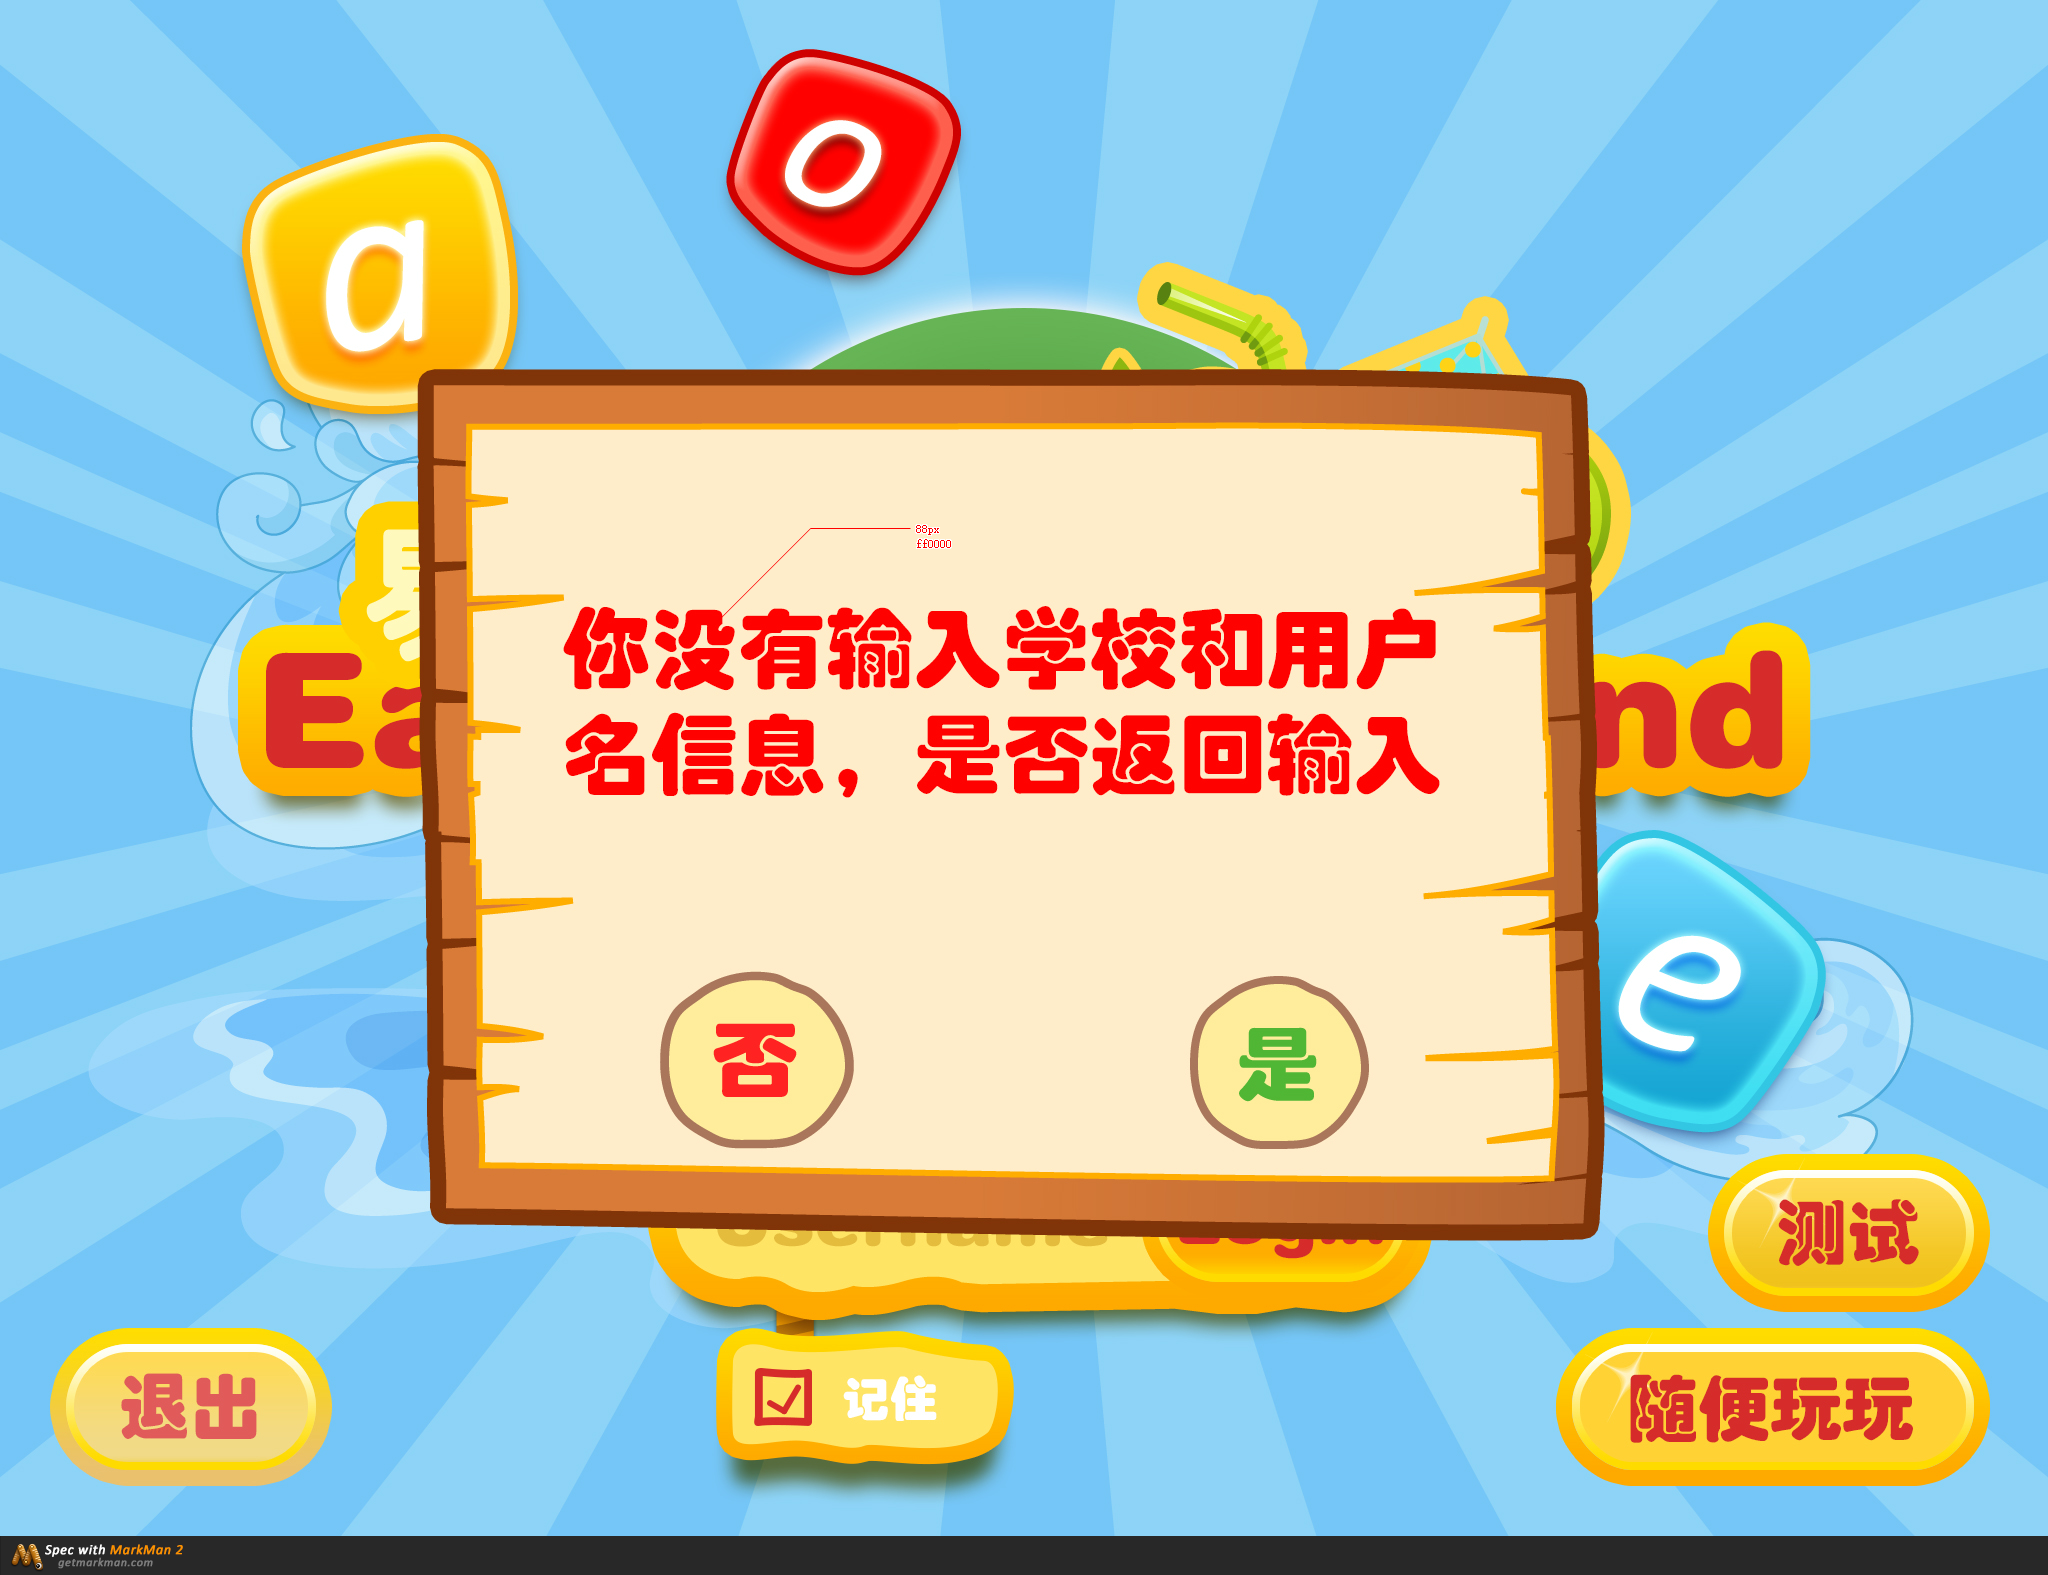 o
a
88px
ff0000
你没有输入学校和用户
名信息，是否返回输入
nd
e
否
是
测试
退出
记住
随便玩玩
Spec with MarkMan 2
getmarkman.com